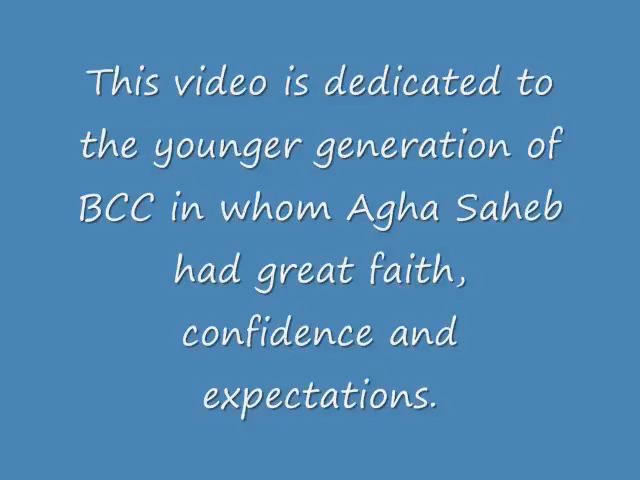 This video is dedicated to
the younger generation of
BCC in whom Agha Saheb
had great faith,
confidence and
expectations.